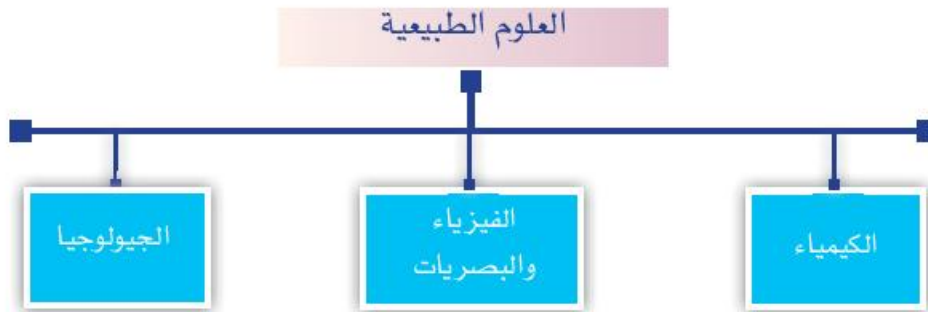 العلوم الطبيعية
الكيمياء
الفيزياء
والبصريات
الجيولوجيا